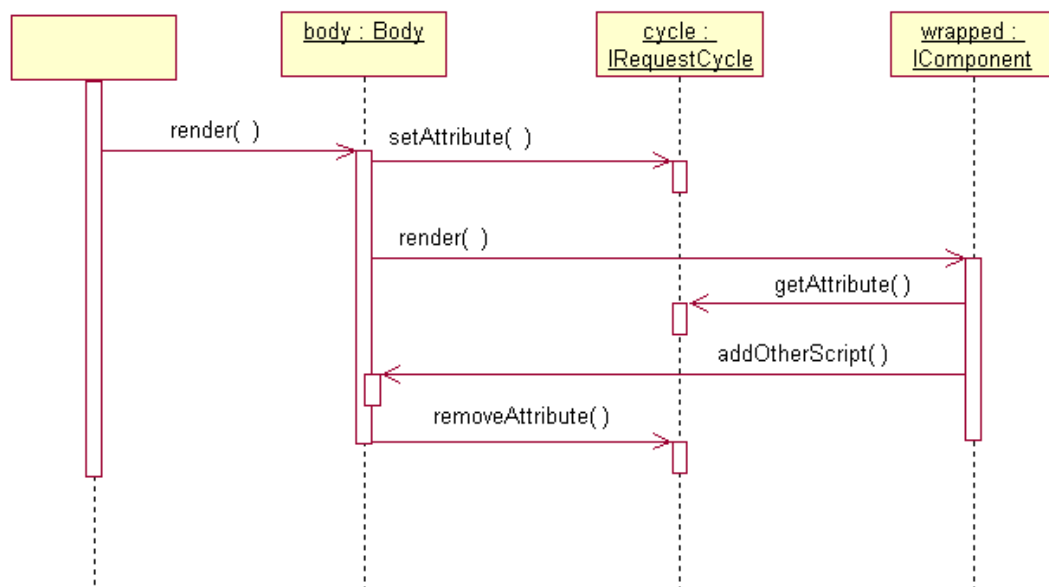 body : Body
cycle :
IRequestCycle
wrapped :
IComponent
render( )
setAttribute( )
render( )
getAttribute( )
addOtherScript( )
removeAttribute( )